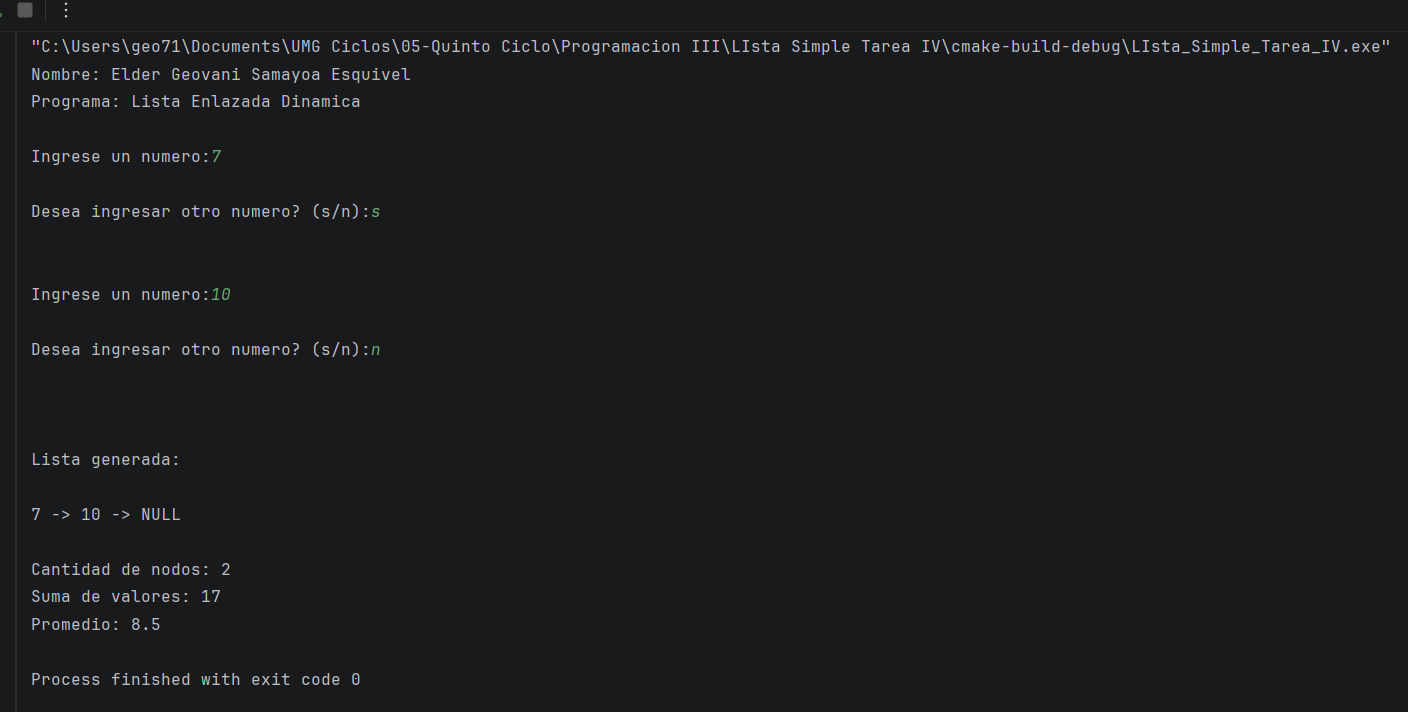 "C:\Users\geo71\Documents\UMG Ciclos\05-Quinto Ciclo\Programacion III\LIsta Simple Tarea IV\cmake-build-debug\LIsta_Simple_Tarea_IV.exe"
Nombre: Elder Geovani Samayoa Esquivel
Programa: Lista Enlazada Dinamica
Ingrese un numero:7
Desea ingresar otro numero? (s/n):s
Ingrese un numero:10
Desea ingresar otro numero? (s/n):n
Lista generada:
7 -> 10 -> NULL
Cantidad de nodos: 2
Suma de valores: 17
Promedio: 8.5
Process finished with exit code 0